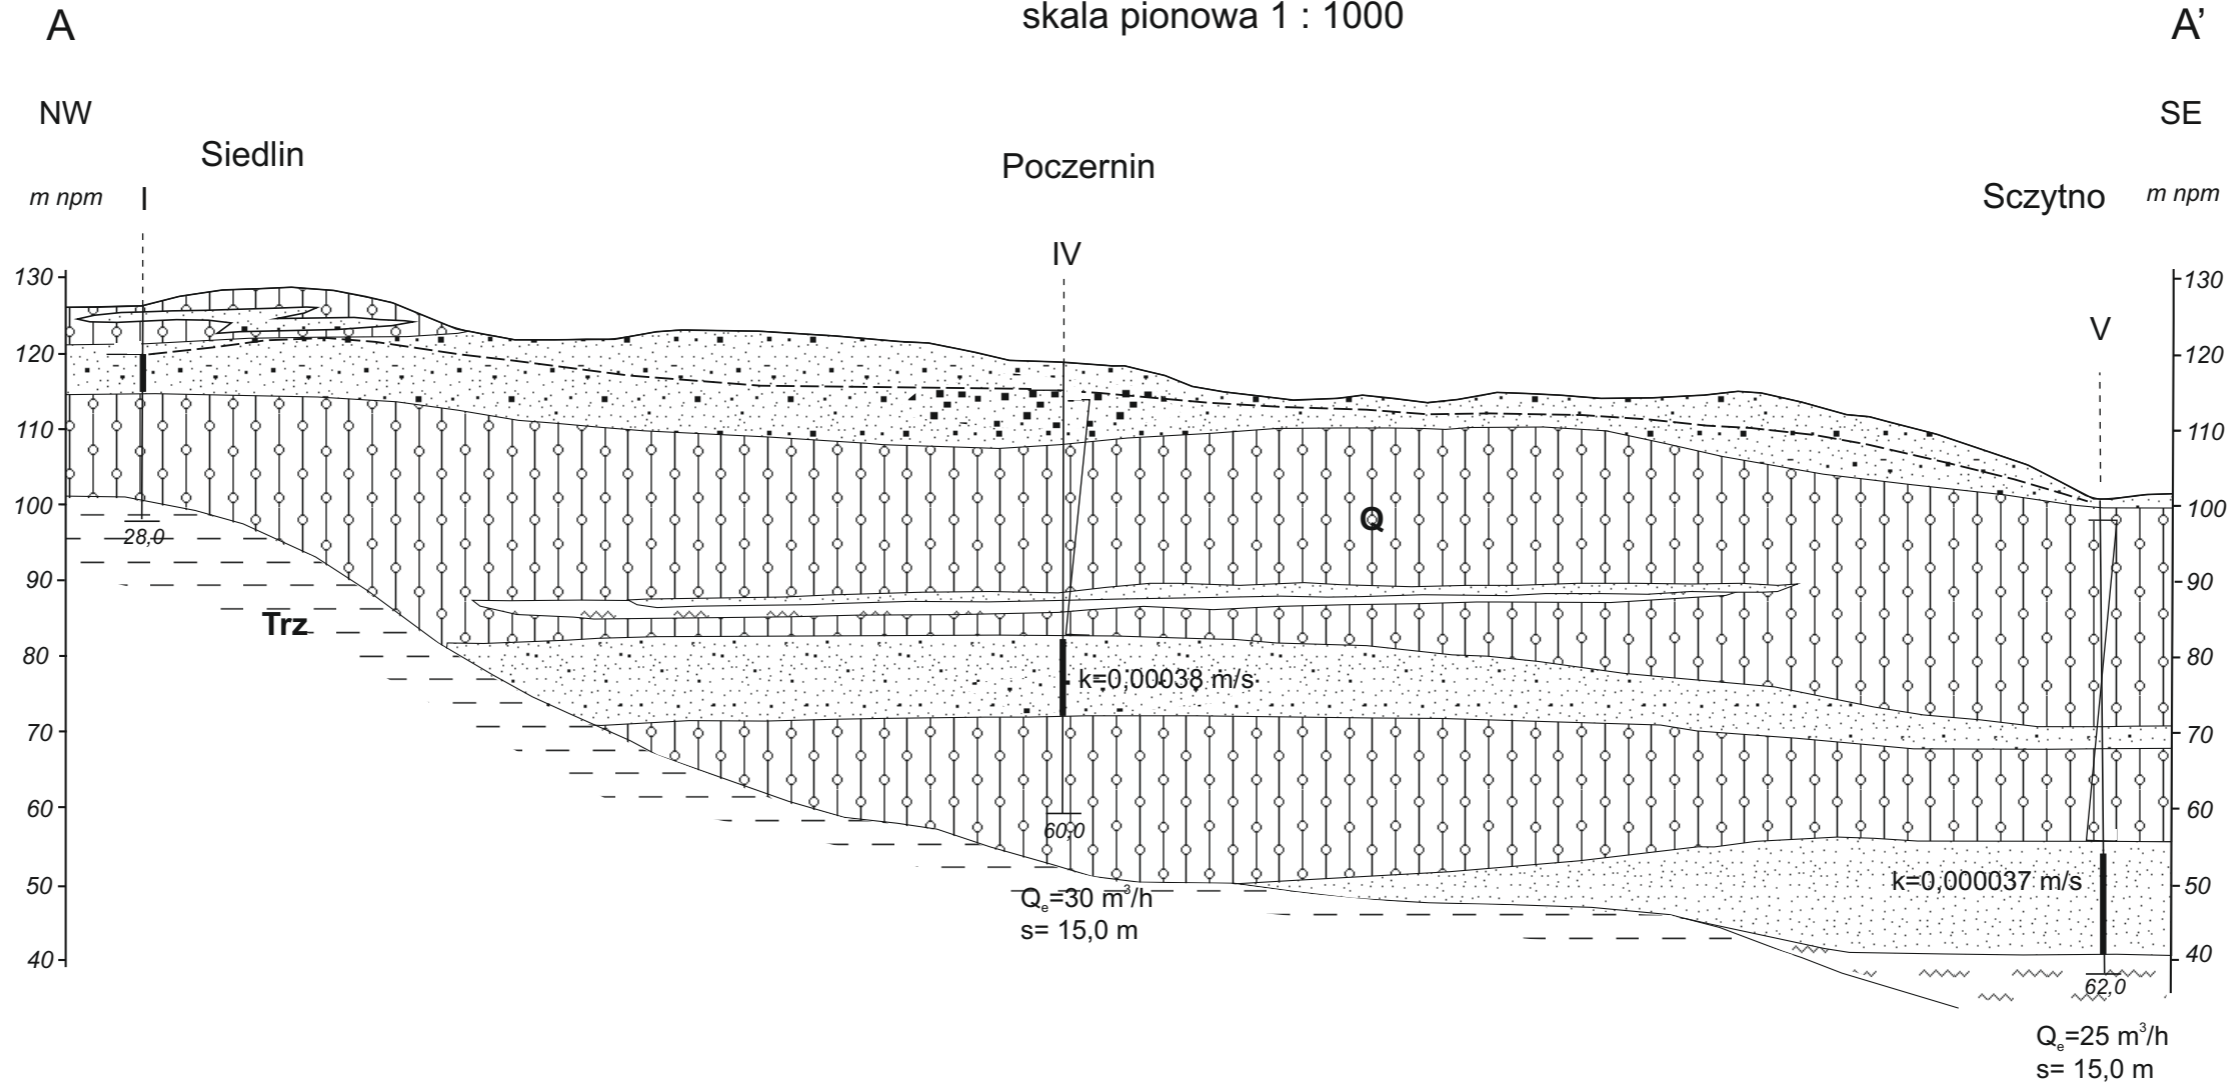 skala pionowa 1 : 1000
A
A’
NW
SE
Siedlin
Poczernin
Sczytno
m npm
m npm
I
IV
V
130
120
110
100
90
80
70
60
50
40
130
120
110
100
90
80
70
60
50
40
28,0
Trz
Q
k=0,00038 m/s
60,0
Qe=30 m³/h
s= 15,0 m
k=0,000037 m/s
62,0
Qe=25 m³/h
s= 15,0 m